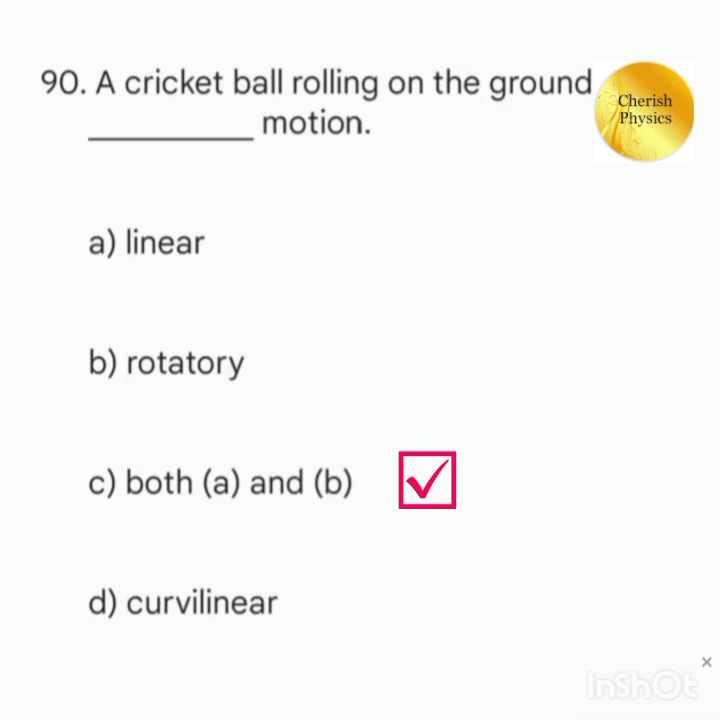 90. A cricket ball rolling on the ground
__________ motion.
Cherish
Physics
a) linear
b) rotatory
c) both (a) and (b)
d) curvilinear
InShOt